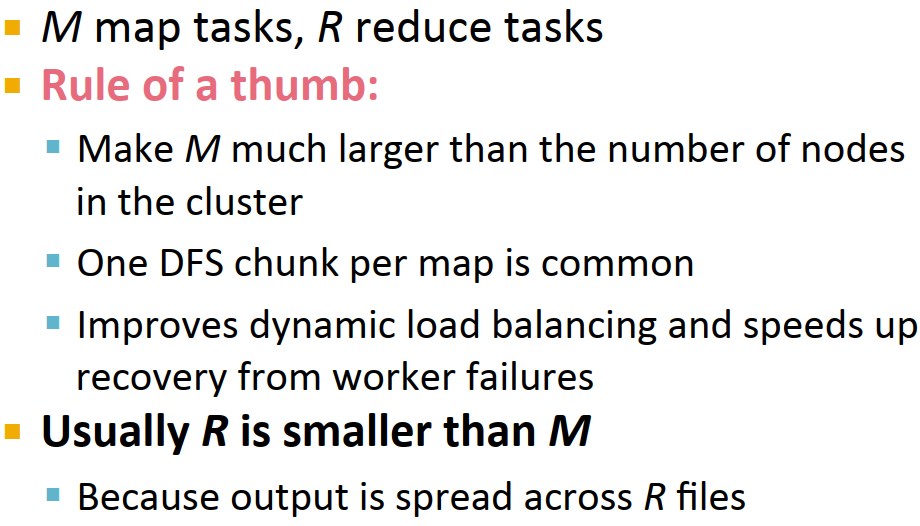 M map tasks, R reduce tasks
Rule of a thumb:
Make M much larger than the number of nodes
in the cluster
One DFS chunk per map is common
Improves dynamic load balancing and speeds up
recovery from worker failures
Usually R is smaller than M
Because output is spread across R files